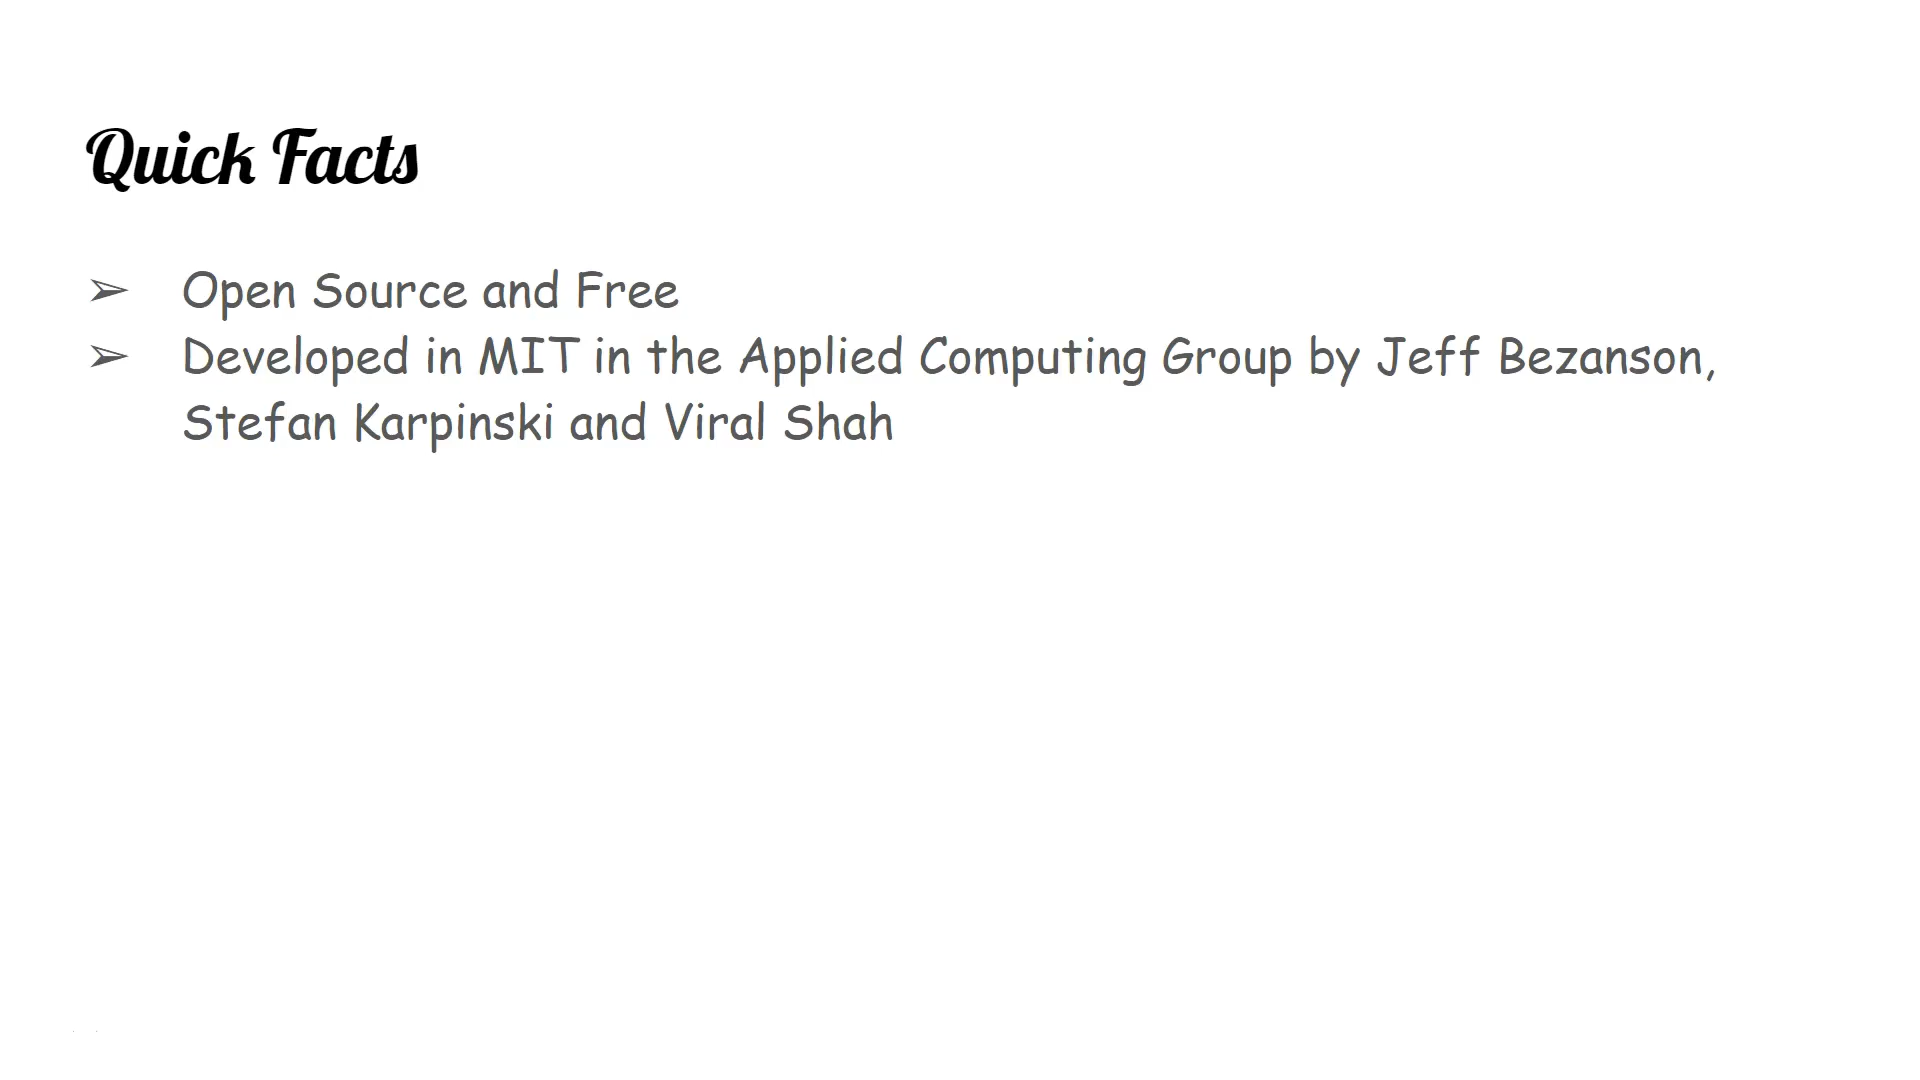 Quick Facts
➢ Open Source and Free
➢ Developed in MIT in the Applied Computing Group by Jeff Bezanson,
Stefan Karpinski and Viral Shah